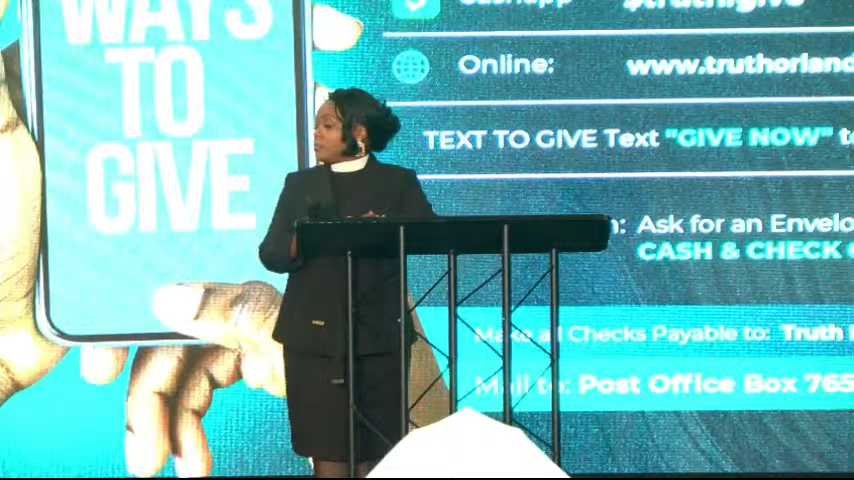 WAYS
TO
GIVE
Online: www.truthorland
TEXT TO GIVE Text "GIVE NOW" to
Ask for an Envelo
CASH & CHECK
Make all Checks Payable to: Truth
Mail to: Post Office Box 765